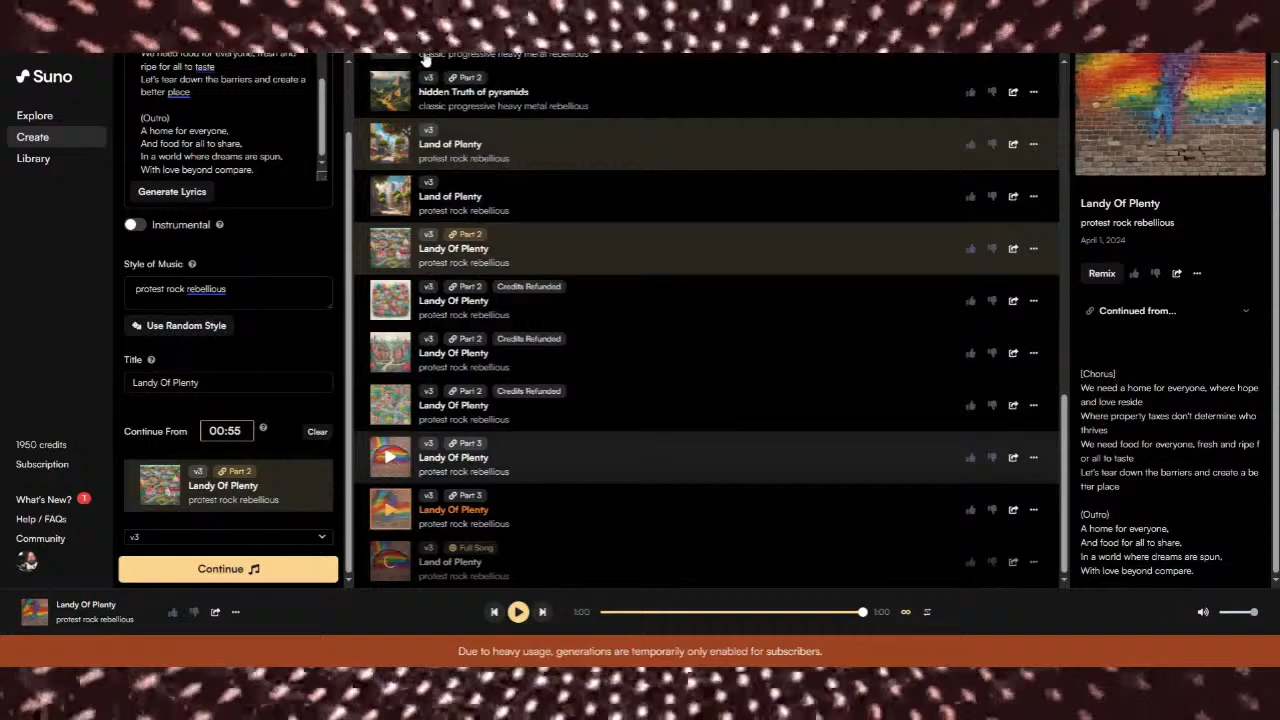 Suno
Explore
Create
Library
1950 credits
Subscription
What's New? 1
Help / FAQs
Community
We need food for everyone, fresh and
ripe for all to taste
Let's tear down the barriers and create a
better place
(Outro)
A home for everyone,
And food for all to share,
In a world where dreams are spun,
With love beyond compare.
Generate Lyrics
Instrumental
Style of Music
protest rock rebellious
Use Random Style
Title
Landy Of Plenty
Continue From 00:55 Clear
v3 Part 2
Landy Of Plenty
protest rock rebellious
v3
Continue
classic progressive heavy metal rebellious
v3 Part 2
hidden Truth of pyramids
classic progressive heavy metal rebellious
v3
Land of Plenty
protest rock rebellious
v3
Land of Plenty
protest rock rebellious
v3 Part 2
Landy Of Plenty
protest rock rebellious
v3 Part 2 Credits Refunded
Landy Of Plenty
protest rock rebellious
v3 Part 2 Credits Refunded
Landy Of Plenty
protest rock rebellious
v3 Part 2 Credits Refunded
Landy Of Plenty
protest rock rebellious
v3 Part 3
Landy Of Plenty
protest rock rebellious
v3 Part 3
Landy Of Plenty
protest rock rebellious
v3 Full Song
Land of Plenty
protest rock rebellious
Landy Of Plenty
protest rock rebellious
April 1, 2024
Remix
Continued from...
[Chorus]
We need a home for everyone, where hope
and love reside
Where property taxes don't determine who
thrives
We need food for everyone, fresh and ripe f
or all to taste
Let's tear down the barriers and create a be
tter place
(Outro)
A home for everyone,
And food for all to share,
In a world where dreams are spun,
With love beyond compare.
Landy Of Plenty
protest rock rebellious
1:00 1:00
Due to heavy usage, generations are temporarily only enabled for subscribers.